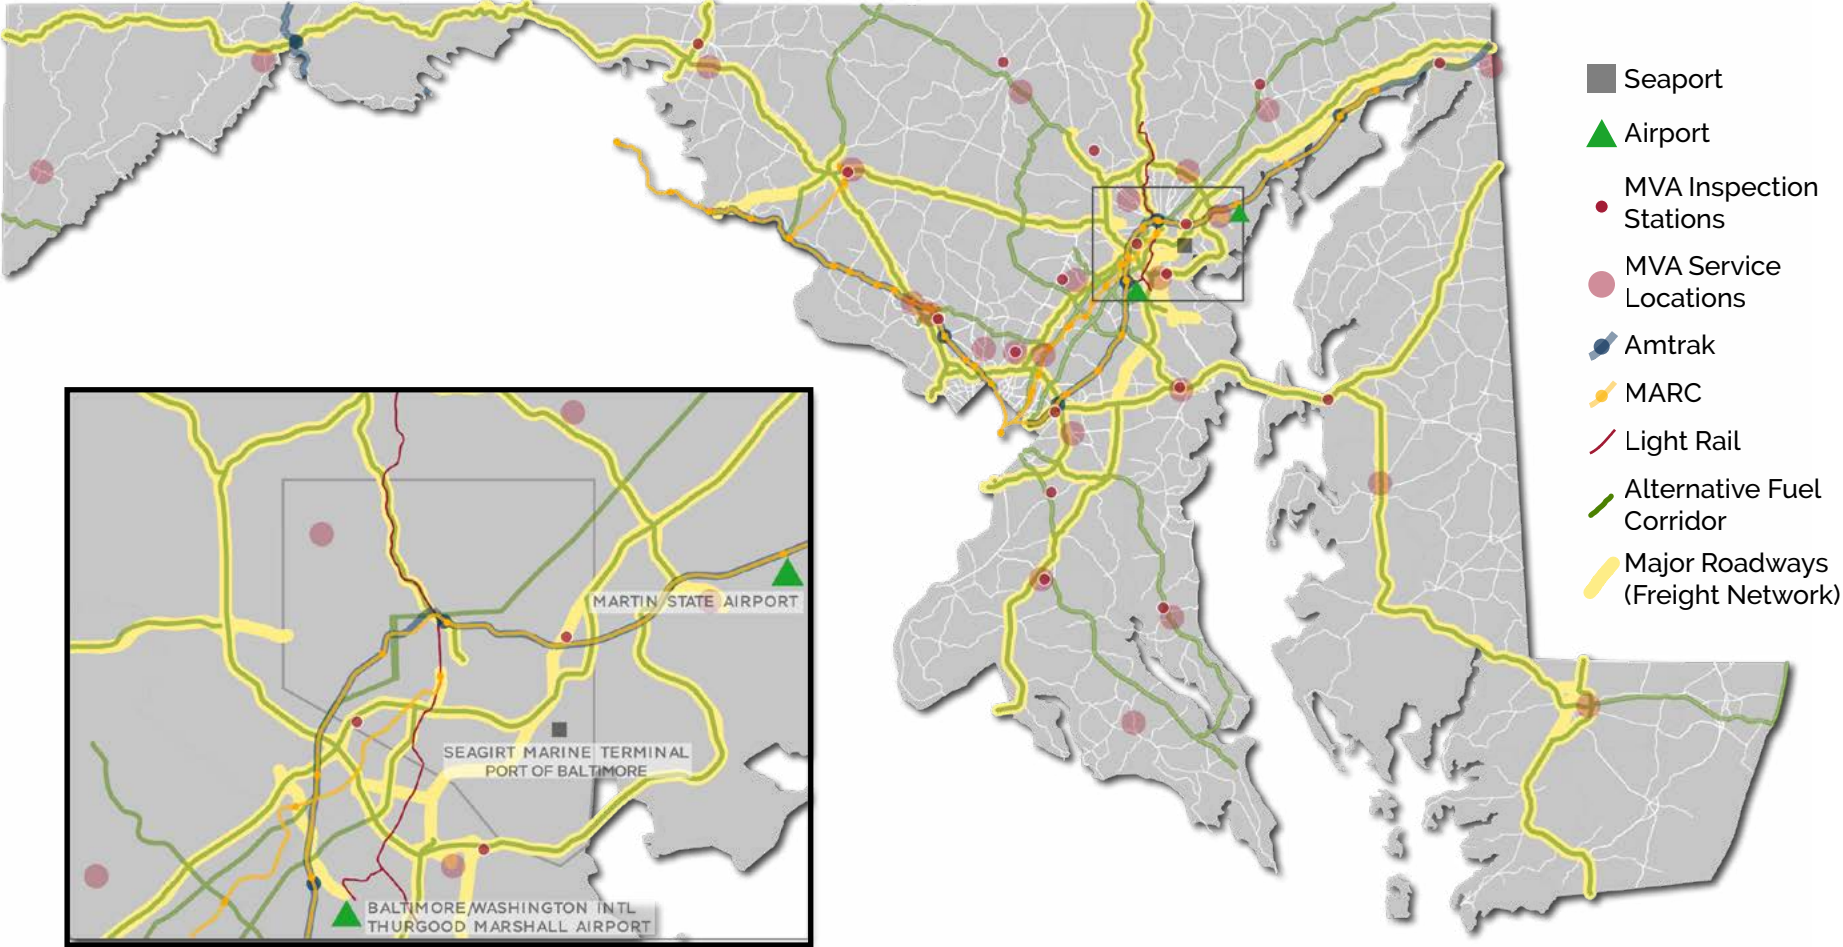 Seaport
Airport
MVA Inspection
Stations
MVA Service
Locations
Amtrak
MARC
Light Rail
Alternative Fuel
Corridor
Major Roadways
(Freight Network)
MARTIN STATE AIRPORT
SEAGIRT MARINE TERMINAL
PORT OF BALTIMORE
BALTIMORE/WASHINGTON INTL
THURGOOD MARSHALL AIRPORT